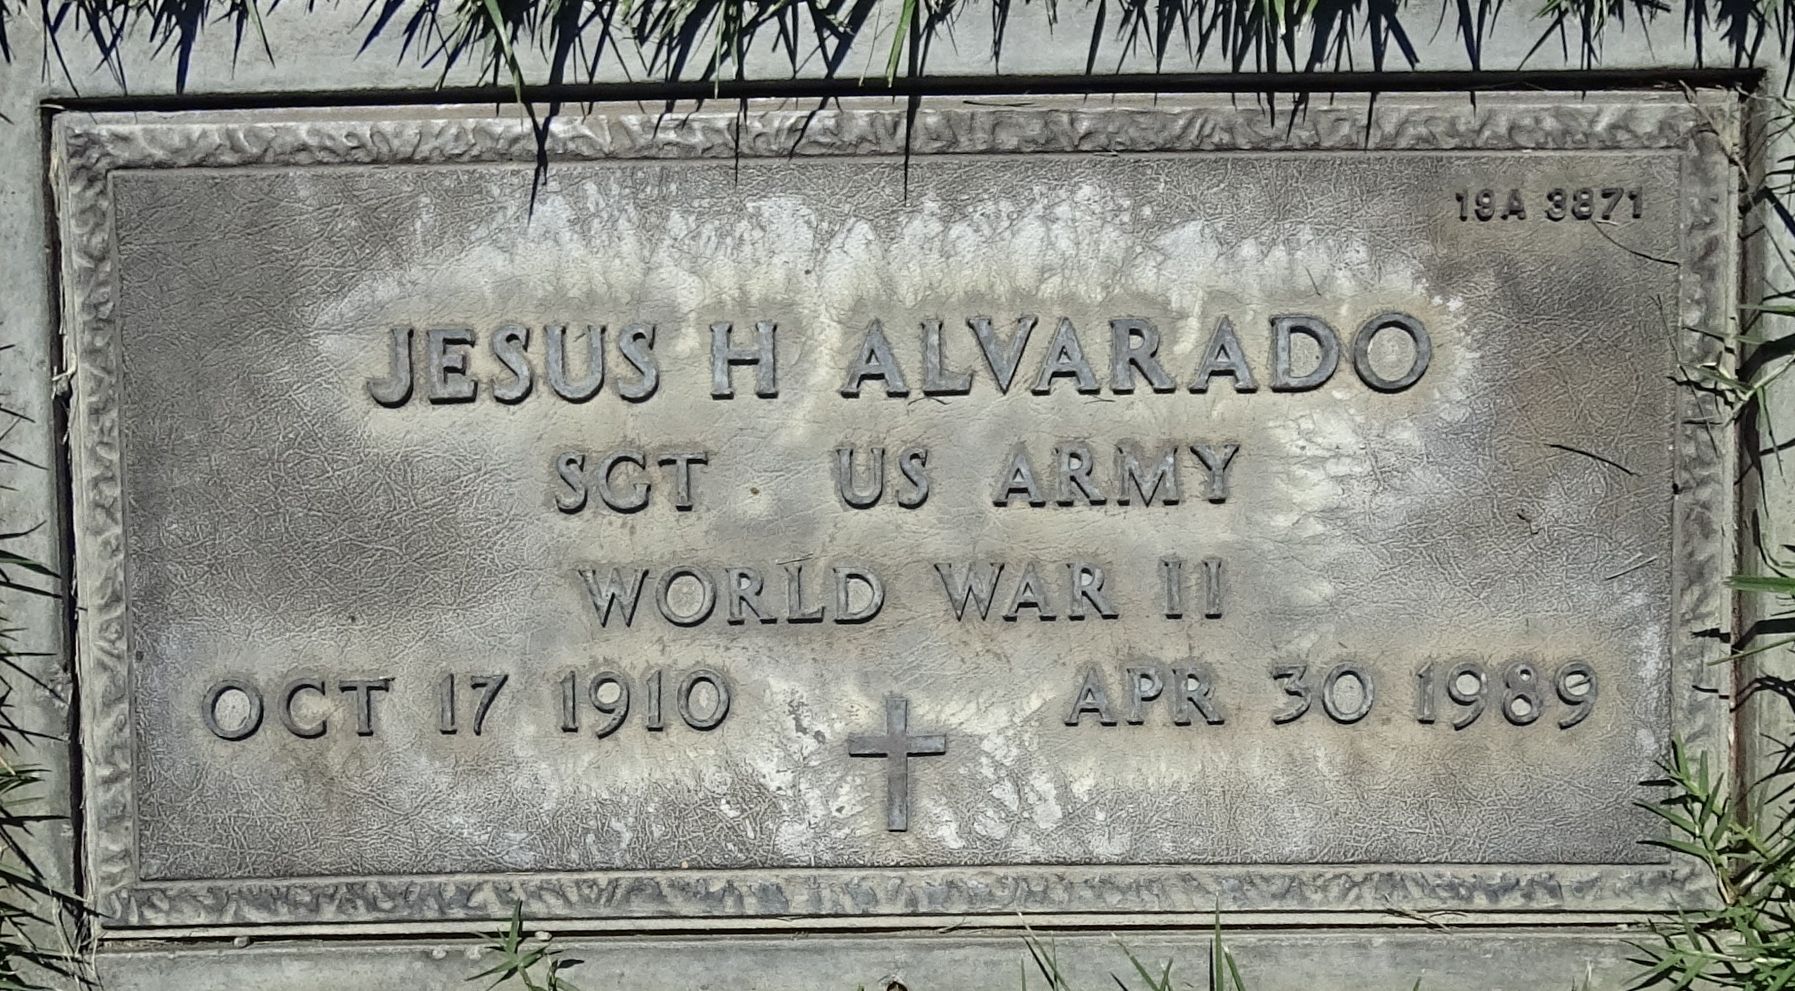 19A 3871
JESUS H ALVARADO
SGT US ARMY
WORLD WAR II
OCT 17 1910 APR 30 1989